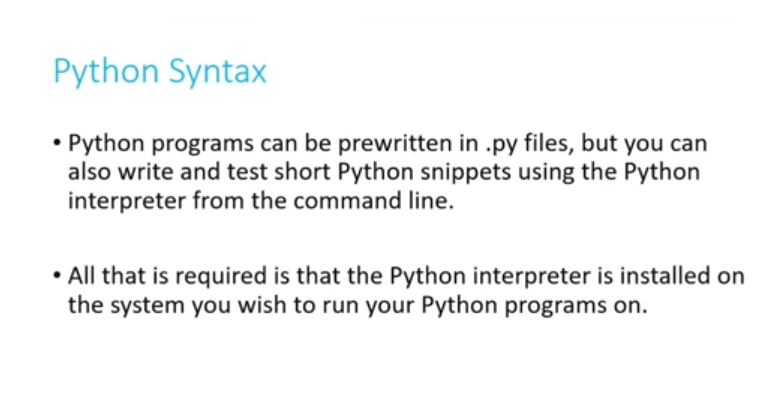 Python Syntax
• Python programs can be prewritten in .py files, but you can
also write and test short Python snippets using the Python
interpreter from the command line.
• All that is required is that the Python interpreter is installed on
the system you wish to run your Python programs on.